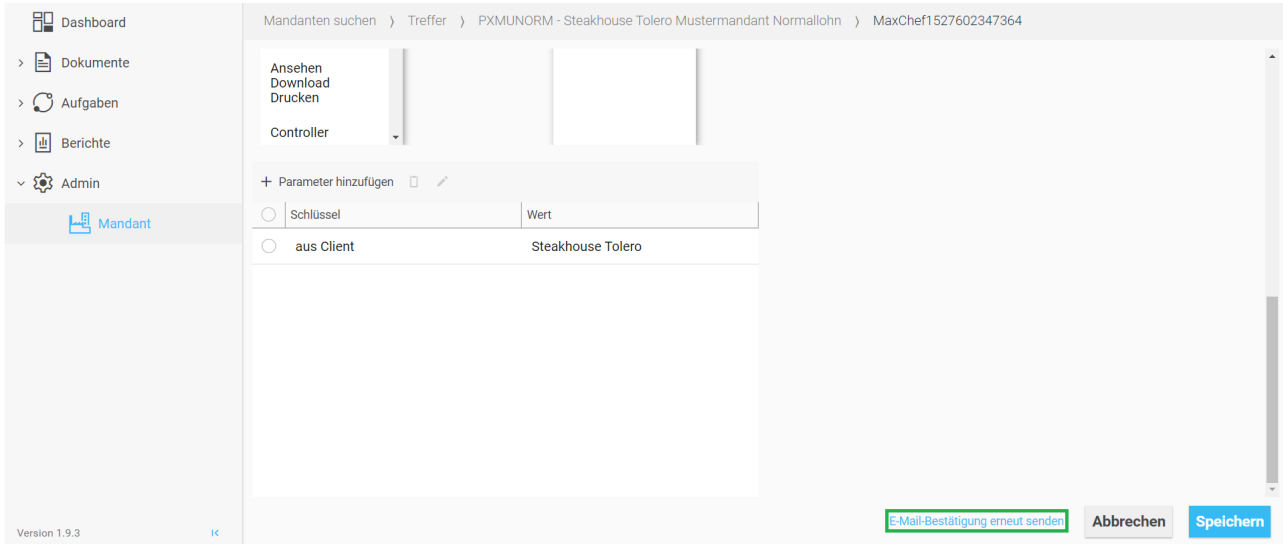 Dashboard
Dokumente
Aufgaben
Berichte
Admin
Mandant
Version 1.9.3
Mandanten suchen > Treffer > PXMUNORM - Steakhouse Tolero Mustermandant Normallohn > MaxChef1527602347364
Ansehen
Download
Drucken
Controller
+ Parameter hinzufügen
Schlüssel Wert
aus Client Steakhouse Tolero
E-Mail-Bestätigung erneut senden Abbrechen Speichern